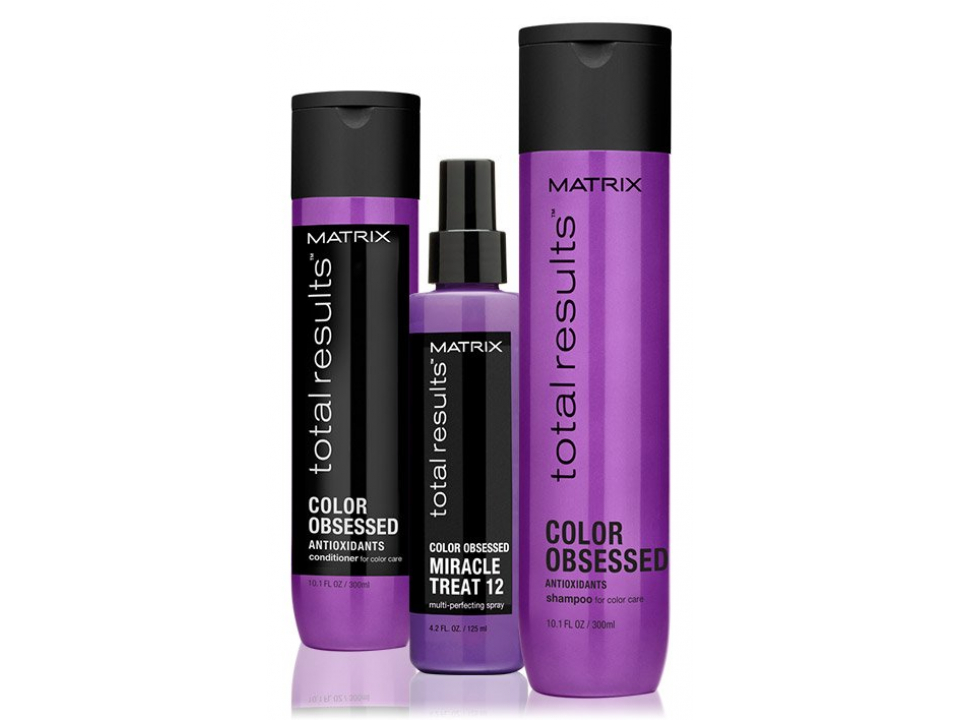 MATRIX
total results™
COLOR
OBSESSED
ANTIOXIDANTS
conditioner for color care
10.1 FL OZ / 300ml
MATRIX
total results™
COLOR OBSESSED
MIRACLE
TREAT 12
multi-perfecting spray
4.2 FL. OZ. / 125 ml
MATRIX
total results™
COLOR
OBSESSED
ANTIOXIDANTS
shampoo for color care
10.1 FL OZ / 300ml